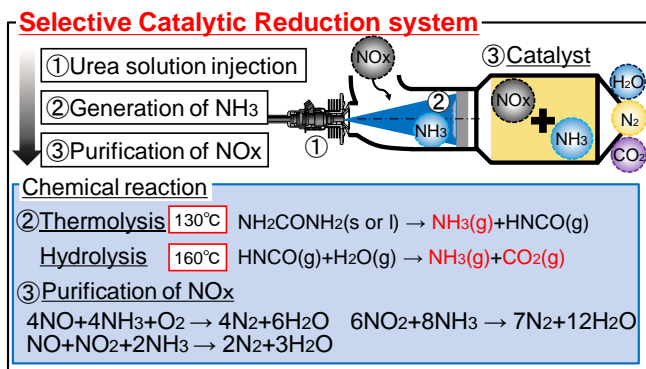 Selective Catalytic Reduction system
①Urea solution injection
②Generation of NH3
③Purification of NOx
NOx
③Catalyst
②
NH3
①
NOx
NH3
H2O
N2
CO2
Chemical reaction
②Thermolysis 130℃ NH2CONH2(s or l) → NH3(g)+HNCO(g)
Hydrolysis 160℃ HNCO(g)+H2O(g) → NH3(g)+CO2(g)
③Purification of NOx
4NO+4NH3+O2 → 4N2+6H2O 6NO2+8NH3 → 7N2+12H2O
NO+NO2+2NH3 → 2N2+3H2O